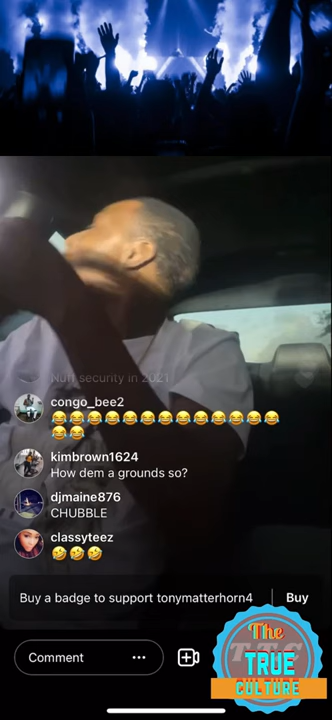 Nuff security in 2021
congo_bee2
😂😂😂😂😂😂😂😂😂😂😂😂😂
😂😂
kimbrown1624
How dem a grounds so?
djmaine876
CHUBBLE
classyteez
🤣🤣🤣
Buy a badge to support tonymatterhorn4
Buy
Comment
The
T.T.C
TRUE
CULTURE